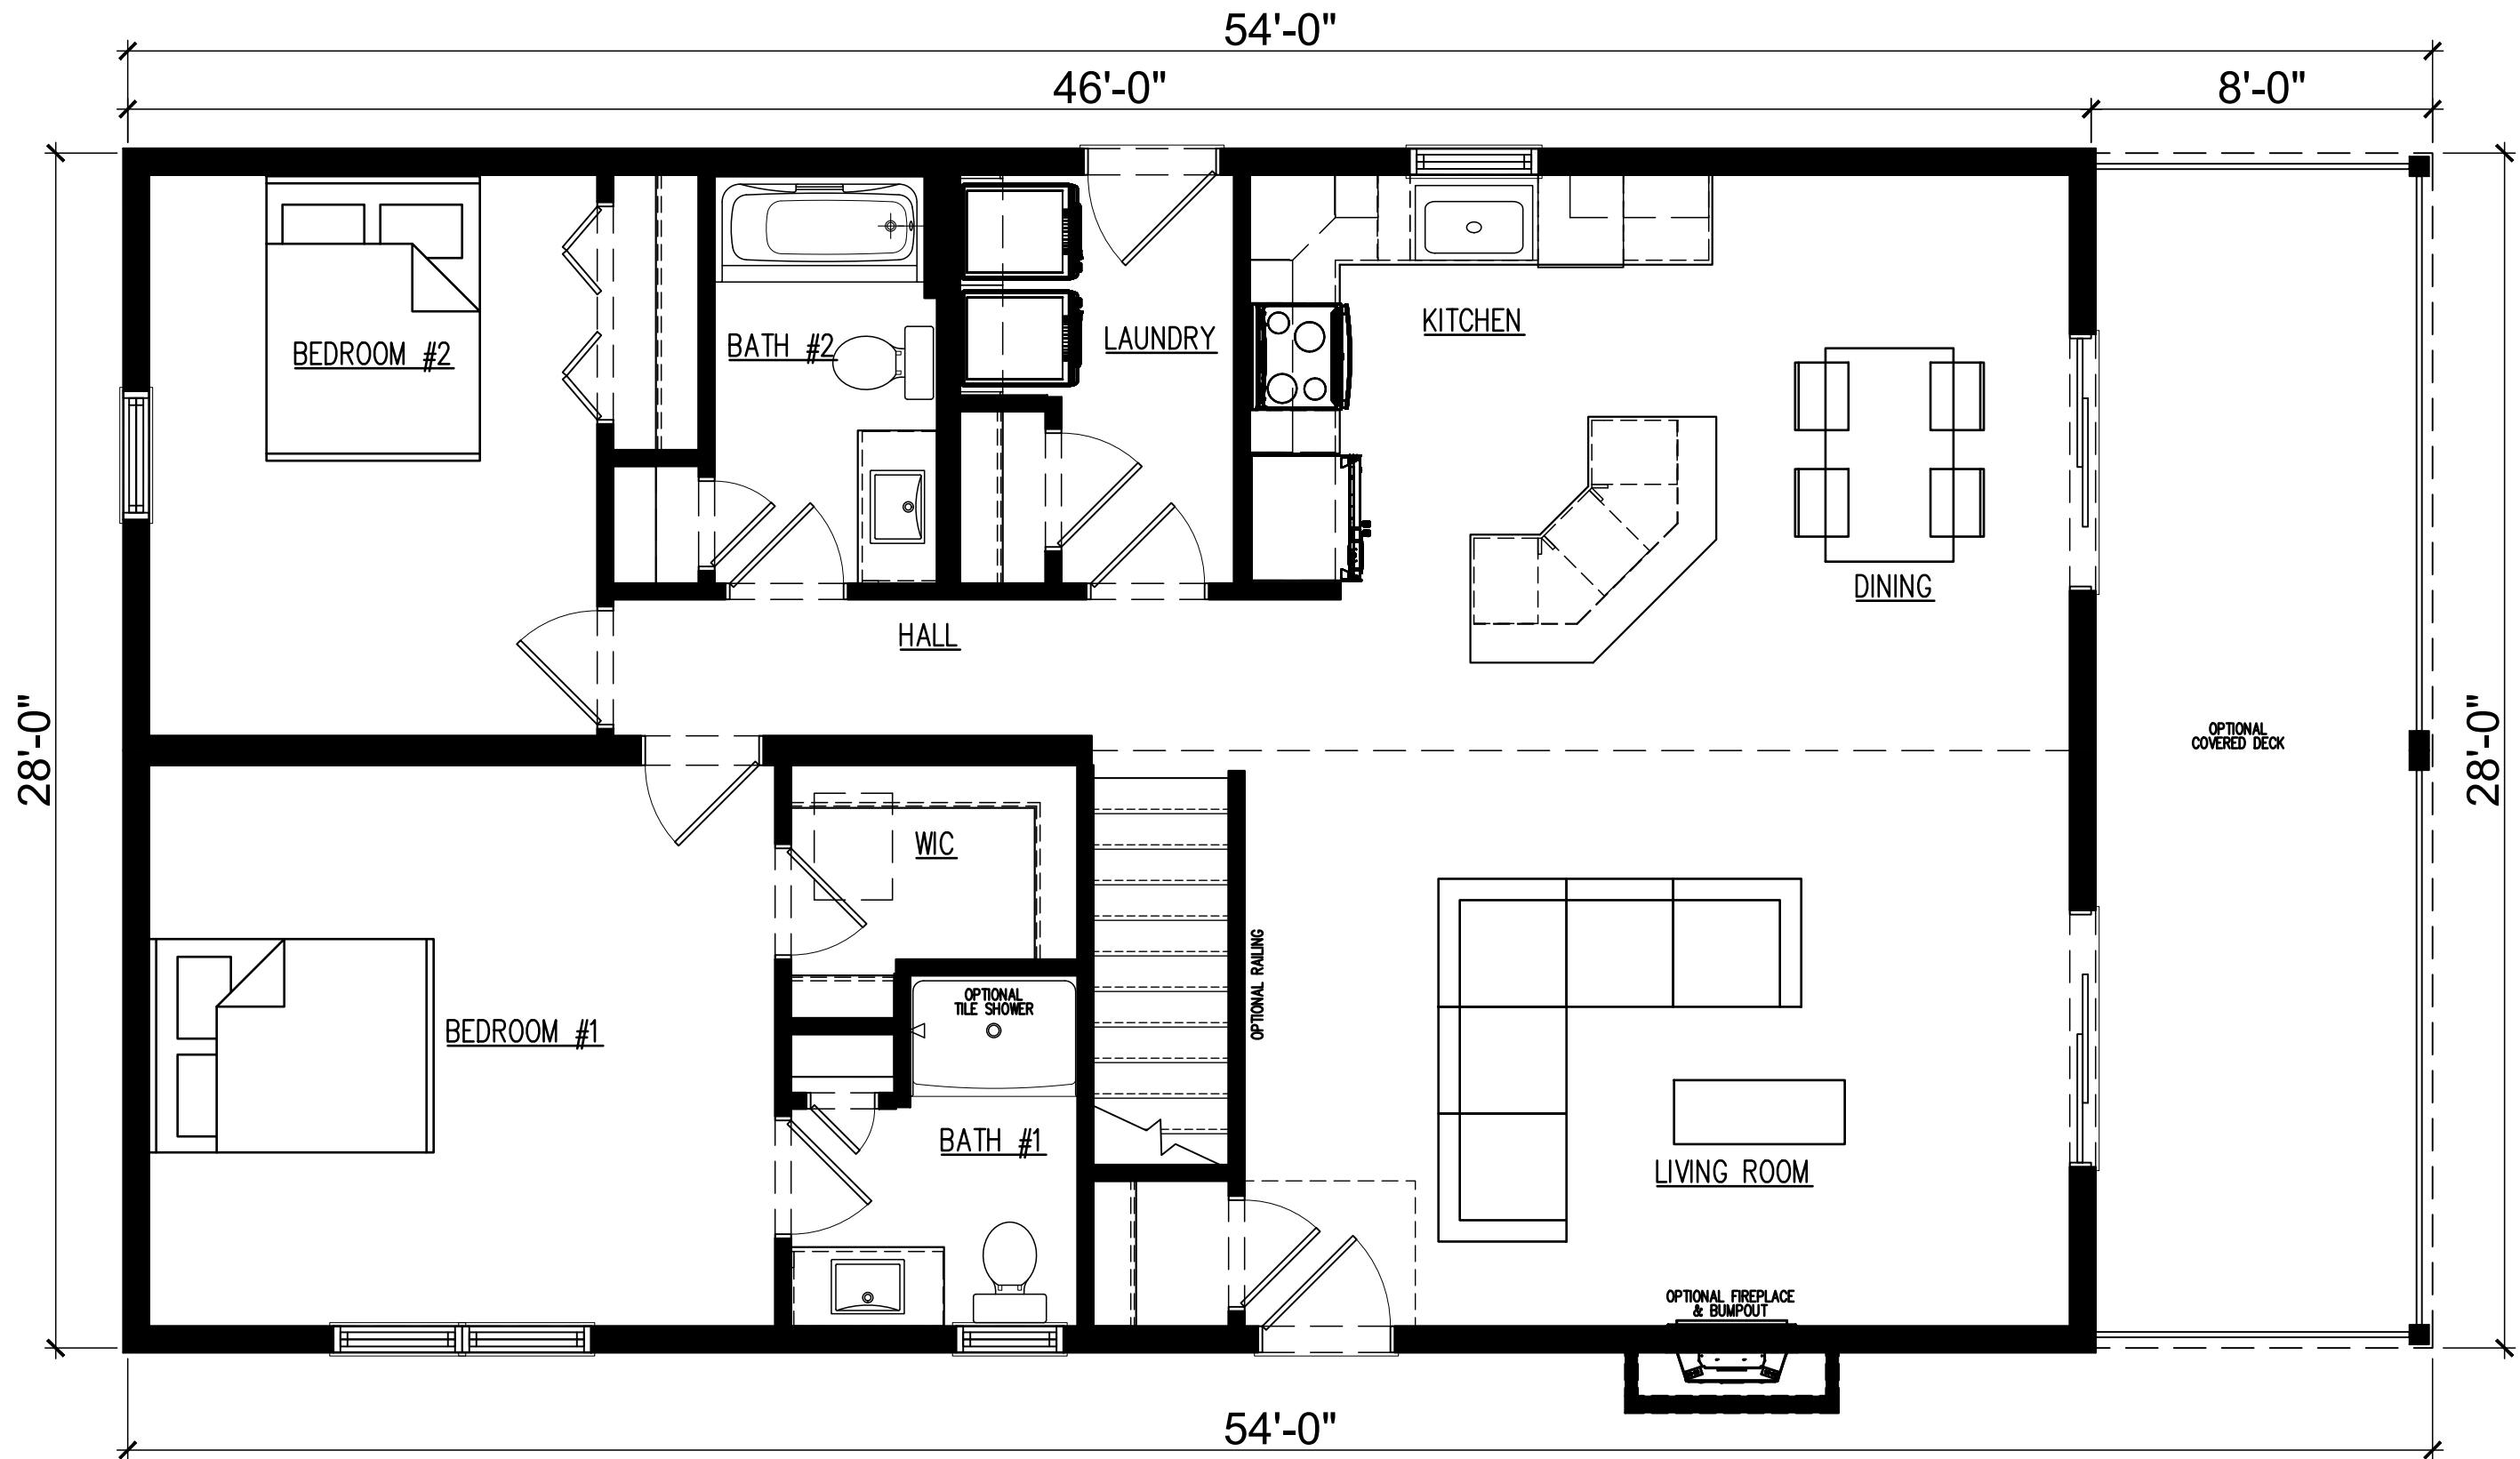 54'-0"
46'-0"
8'-0"
BEDROOM #2
BATH #2
LAUNDRY
KITCHEN
DINING
HALL
28'-0"
OPTIONAL
COVERED DECK
28'-0"
WIC
OPTIONAL RAILING
OPTIONAL
TILE SHOWER
BEDROOM #1
BATH #1
LIVING ROOM
OPTIONAL FIREPLACE
& BUMPOUT
54'-0"